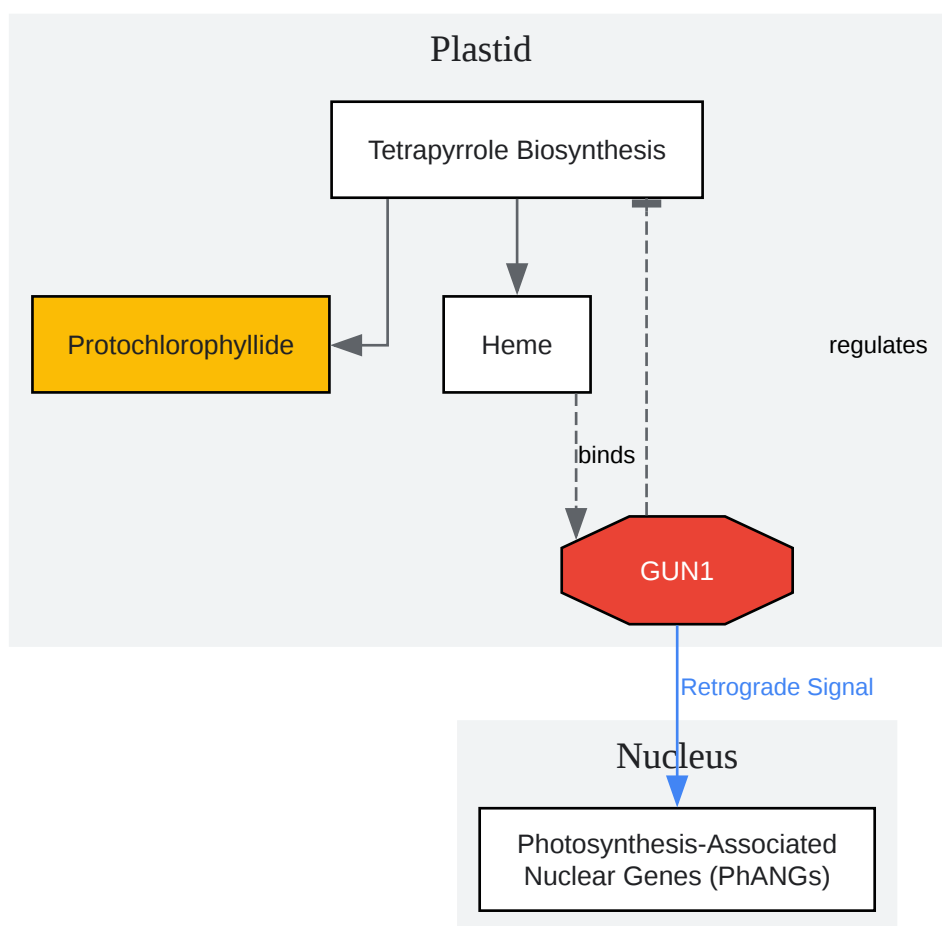 Plastid
Tetrapyrrole Biosynthesis
Protochlorophyllide
Heme
regulates
binds
GUN1
Retrograde Signal
Nucleus
Photosynthesis-Associated
Nuclear Genes (PhANGs)